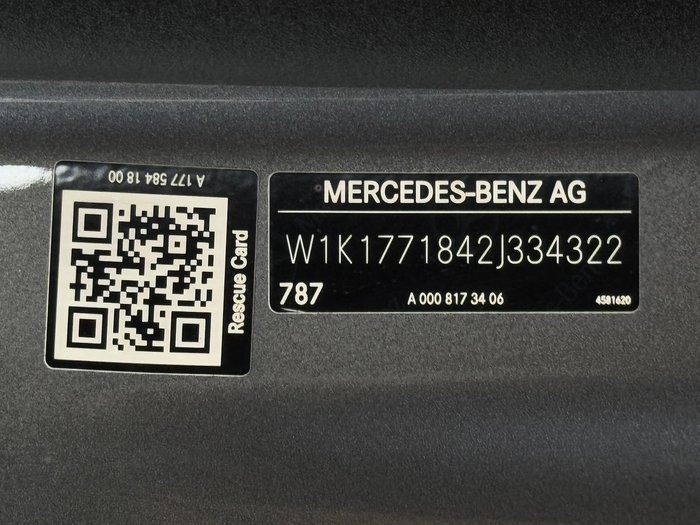 A 177 584 18 00
Rescue Card
MERCEDES-BENZ AG
W1K1771842J334322
787
A 000 817 34 06
4581620